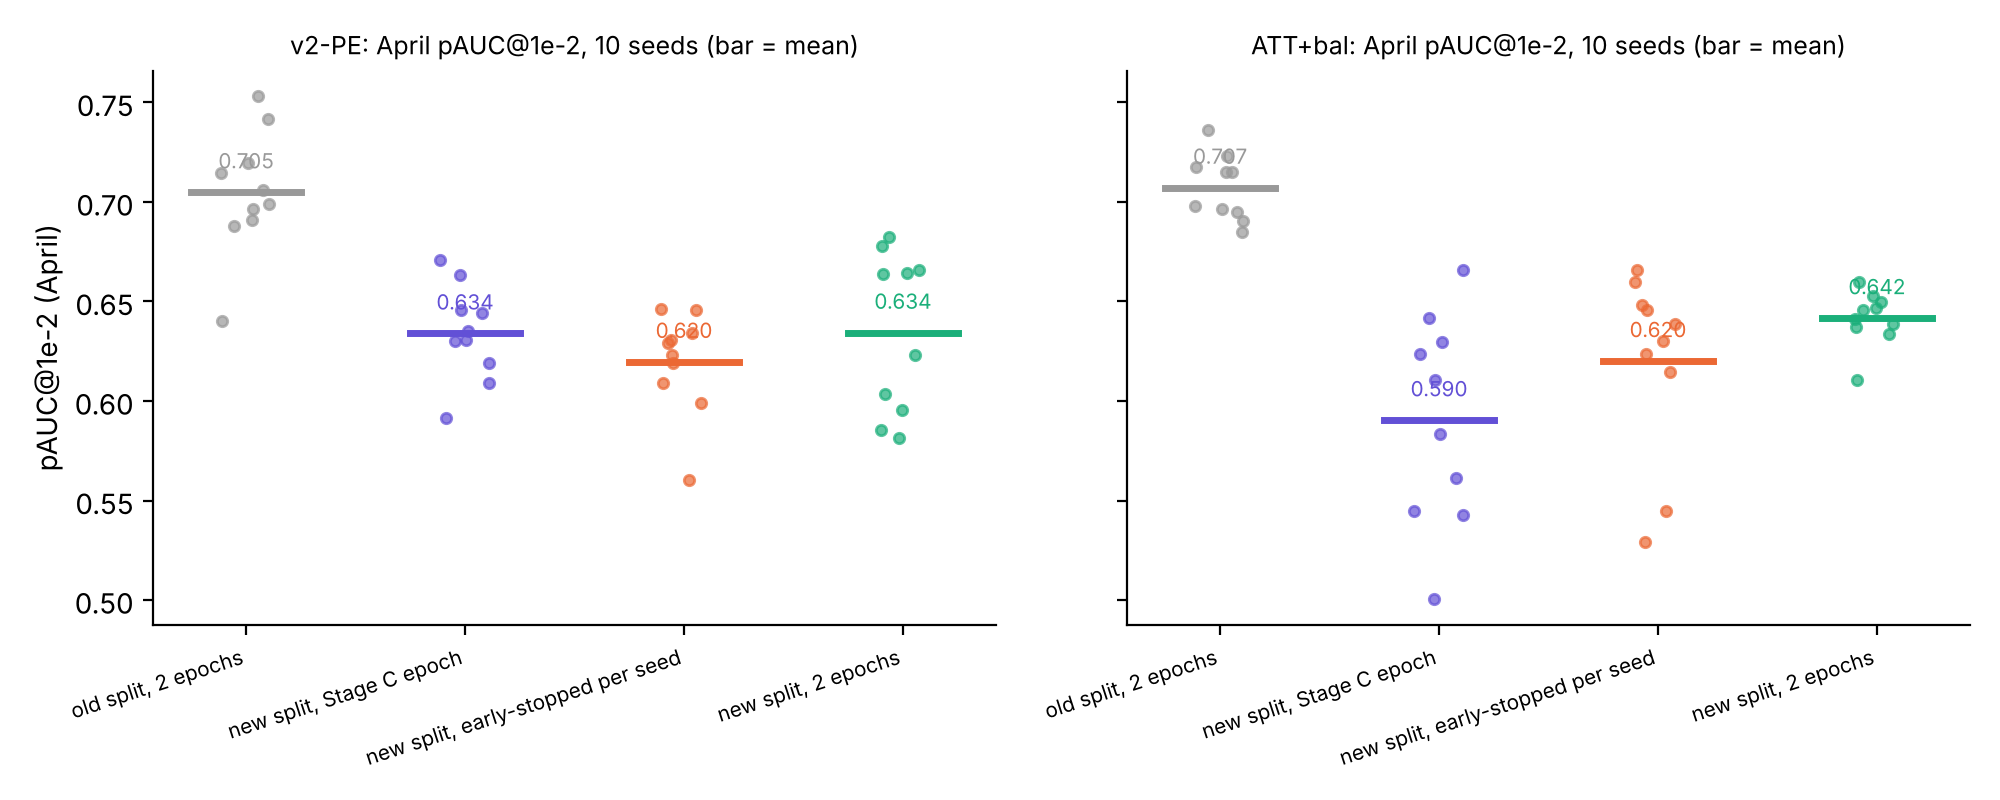 v2-PE: April pAUC@1e-2, 10 seeds (bar = mean)
pAUC@1e-2 (April)
0.75
0.70
0.65
0.60
0.55
0.50
0.705
0.634
0.620
0.634
old split, 2 epochs
new split, Stage C epoch
new split, early-stopped per seed
new split, 2 epochs
ATT+bal: April pAUC@1e-2, 10 seeds (bar = mean)
0.707
0.590
0.620
0.642
old split, 2 epochs
new split, Stage C epoch
new split, early-stopped per seed
new split, 2 epochs